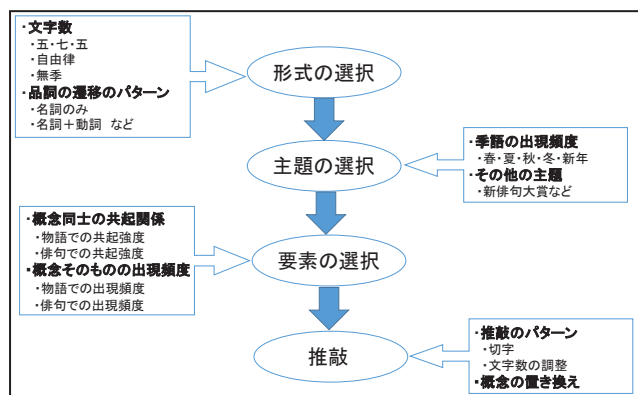 ・文字数
・五・七・五
・自由律
・無季
・品詞の遷移のパターン
・名詞のみ
・名詞＋動詞 など
形式の選択
主題の選択
・季語の出現頻度
・春・夏・秋・冬・新年
・その他の主題
・新俳句大賞など
・概念同士の共起関係
・物語での共起強度
・俳句での共起強度
・概念そのものの出現頻度
・物語での出現頻度
・俳句での出現頻度
要素の選択
推敲
・推敲のパターン
・切字
・文字数の調整
・概念の置き換え